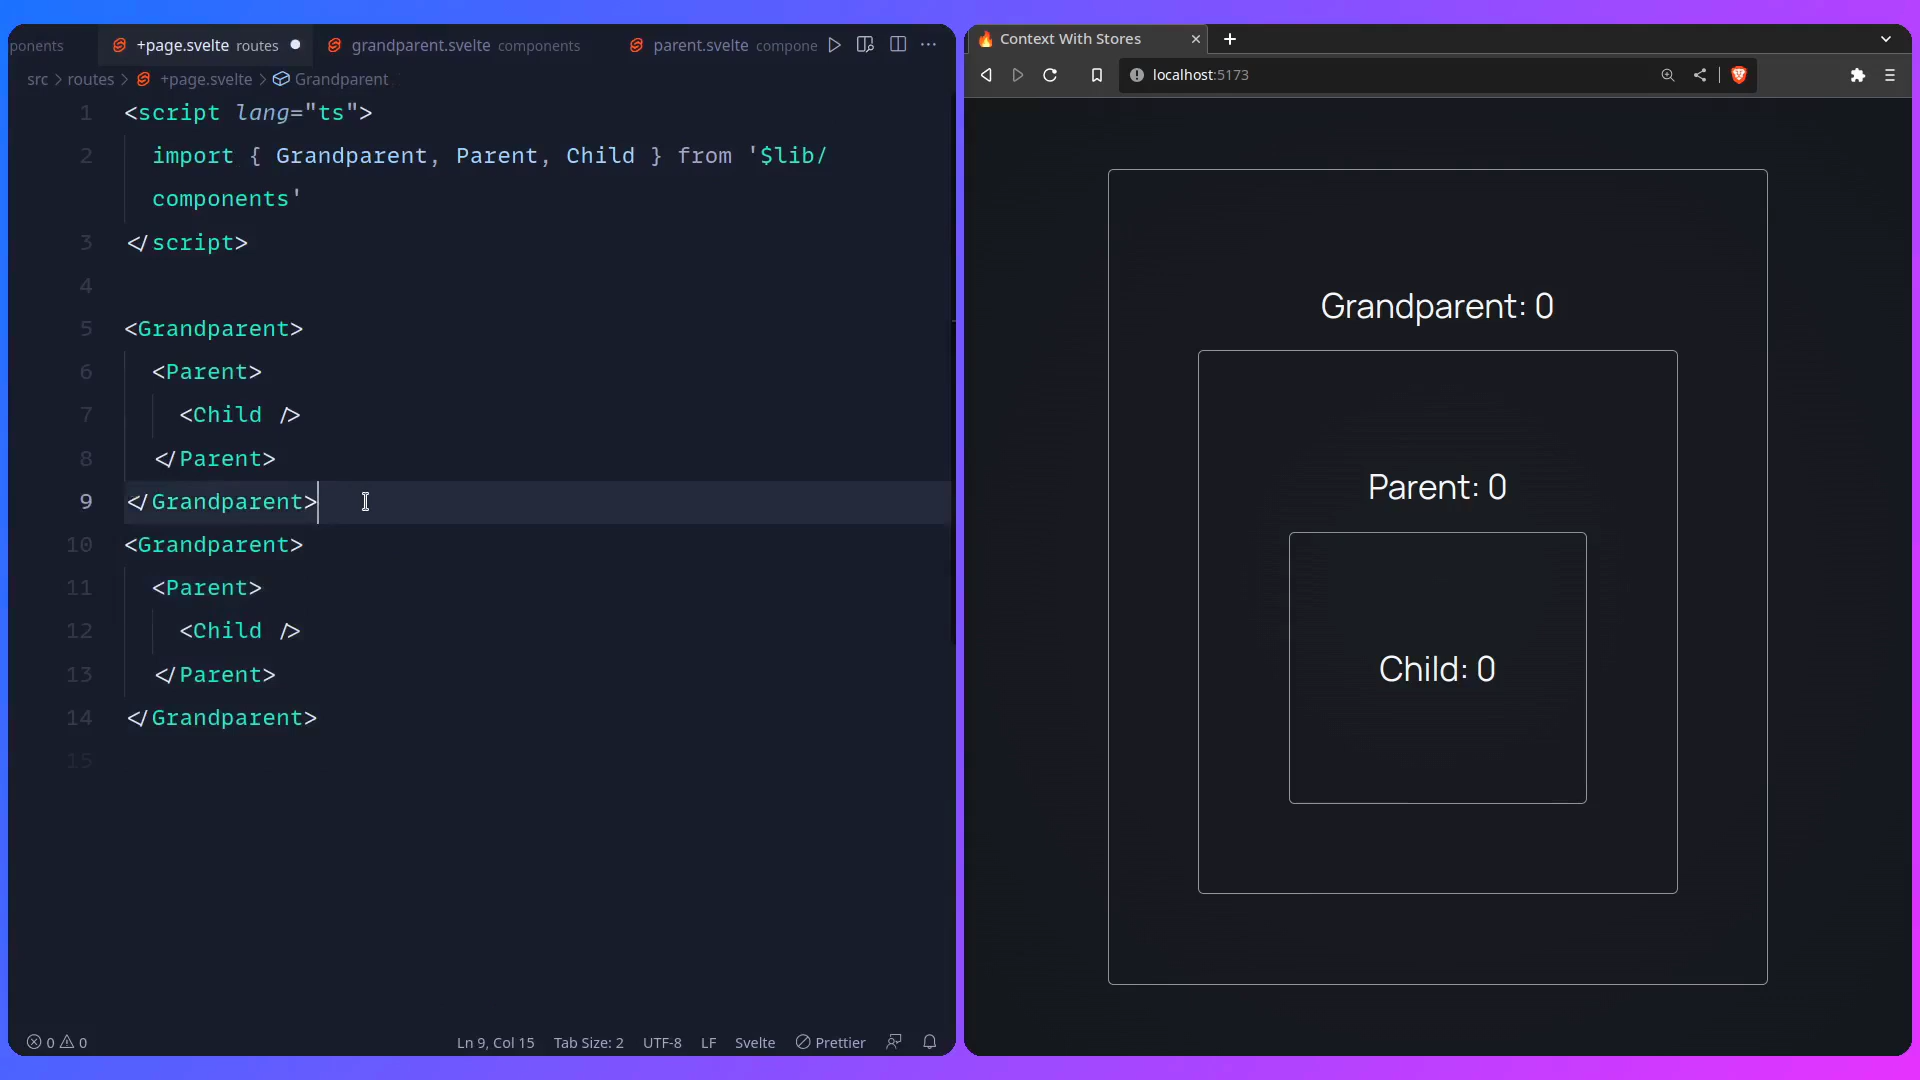 ponents
+page.svelte routes
grandparent.svelte components
parent.svelte compone
src > routes > +page.svelte > Grandparent
1 <script lang="ts">
2 import { Grandparent, Parent, Child } from '$lib/
components'
3 </script>
4
5 <Grandparent>
6 <Parent>
7 <Child />
8 </Parent>
9 </Grandparent>
10 <Grandparent>
11 <Parent>
12 <Child />
13 </Parent>
14 </Grandparent>
15
0 0
Ln 9, Col 15 Tab Size: 2 UTF-8 LF Svelte Prettier
Context With Stores
localhost:5173
Grandparent: 0
Parent: 0
Child: 0